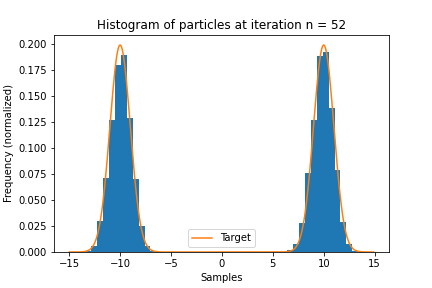 Histogram of particles at iteration n = 52
0.200
0.175
0.150
0.125
0.100
0.075
0.050
0.025
0.000
Frequency (normalized)
Target
−15 −10 −5 0 5 10 15
Samples